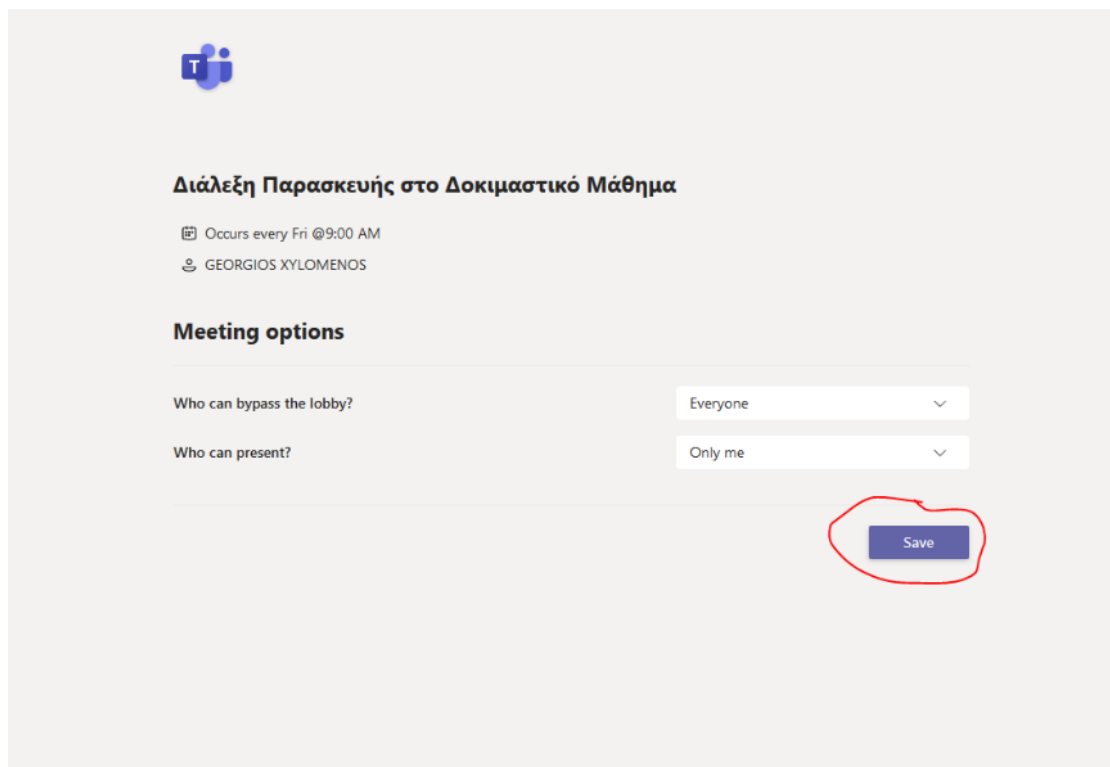 T
Διάλεξη Παρασκευής στο Δοκιμαστικό Μάθημα
Occurs every Fri @9:00 AM
GEORGIOS XYLOMENOS
Meeting options
Who can bypass the lobby? Everyone
Who can present? Only me
Save